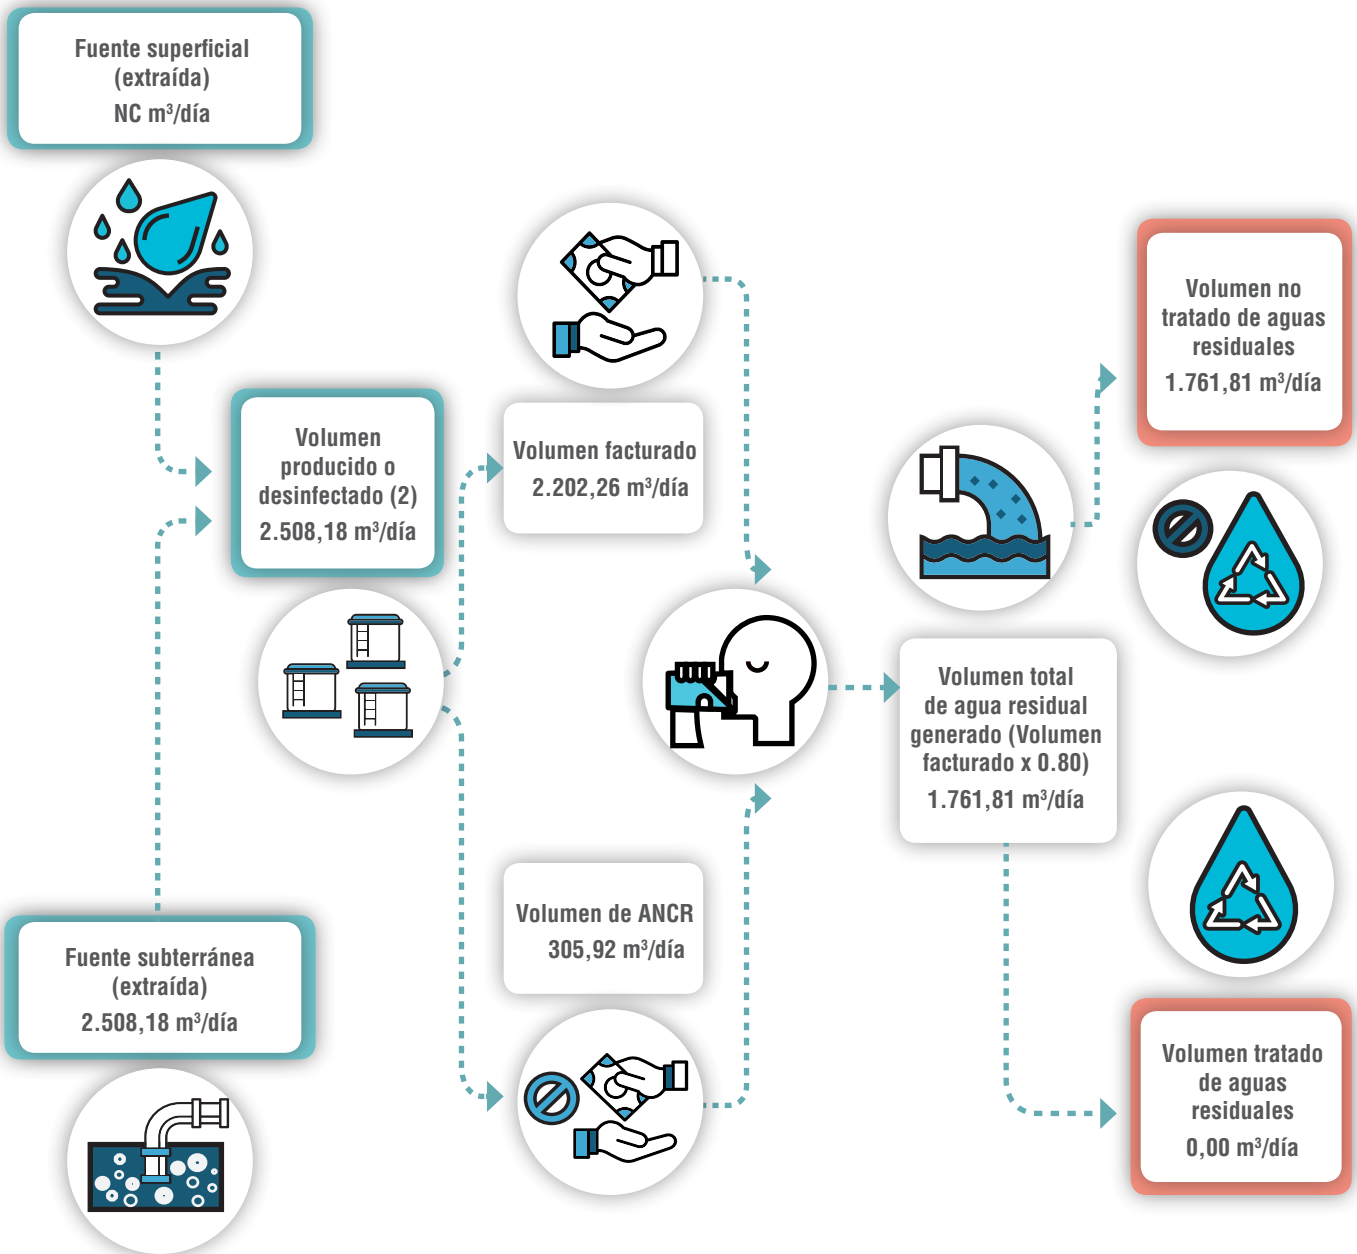 Fuente superficial
(extraída)
NC m³/día
Volumen
producido o
desinfectado (2)
2.508,18 m³/día
Fuente subterránea
(extraída)
2.508,18 m³/día
Volumen facturado
2.202,26 m³/día
Volumen de ANCR
305,92 m³/día
Volumen total
de agua residual
generado (Volumen
facturado x 0.80)
1.761,81 m³/día
Volumen no
tratado de aguas
residuales
1.761,81 m³/día
Volumen tratado
de aguas
residuales
0,00 m³/día